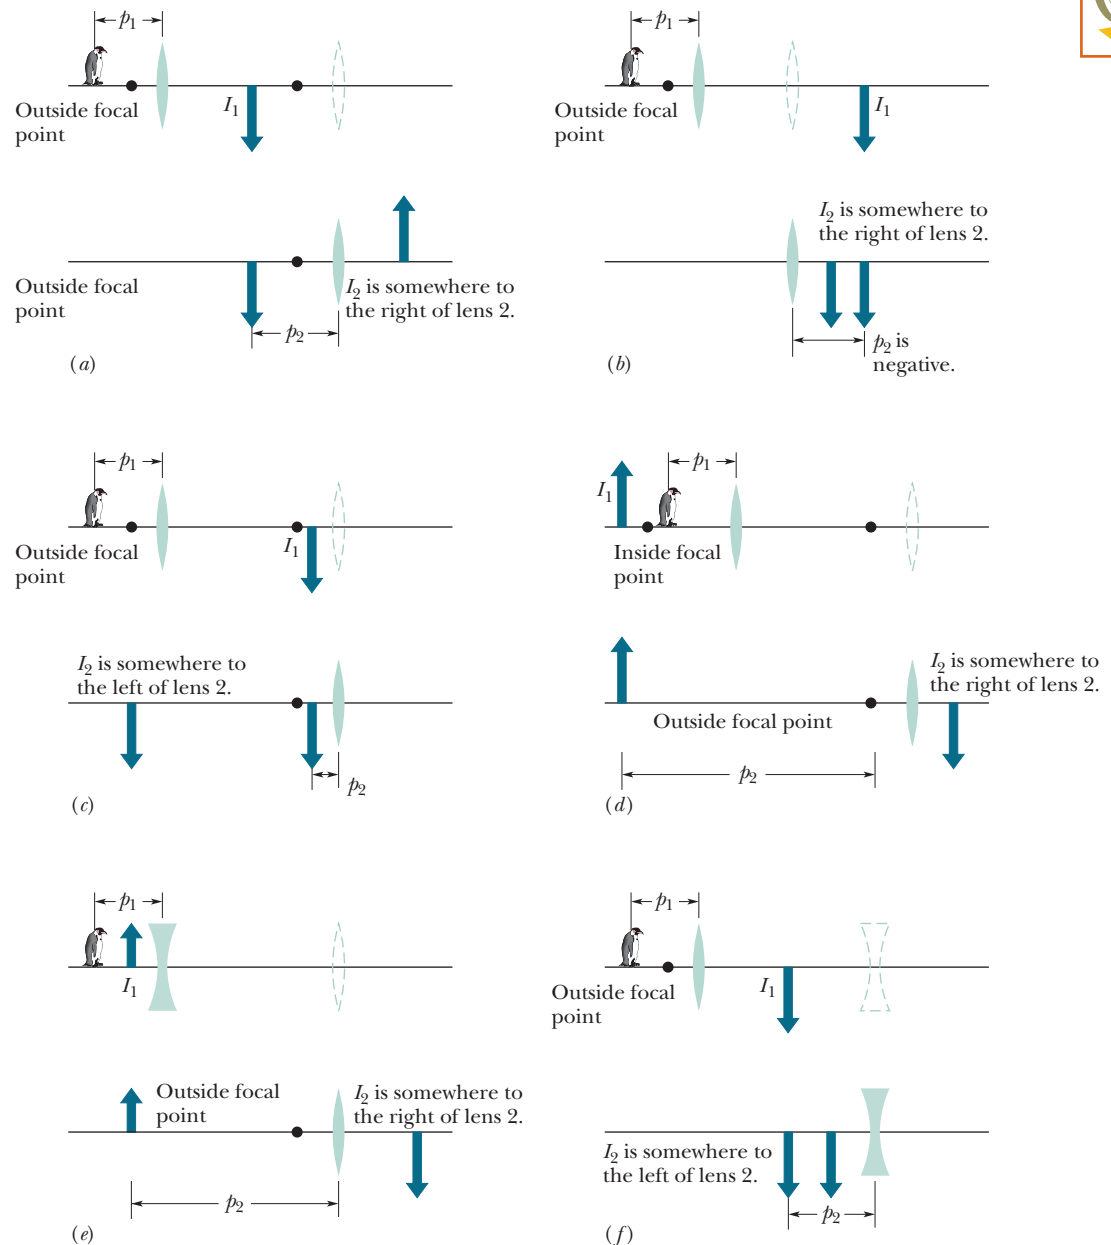 p1
I1
Outside focal
point
Outside focal
point
I2 is somewhere to
the right of lens 2.
p2
(a)
p1
I1
Outside focal
point
I2 is somewhere to
the right of lens 2.
p2 is
negative.
(b)
p1
I1
Outside focal
point
I2 is somewhere to
the left of lens 2.
p2
(c)
p1
I1
Inside focal
point
I2 is somewhere to
the right of lens 2.
Outside focal point
p2
(d)
p1
I1
Outside focal
point
I2 is somewhere to
the right of lens 2.
p2
(e)
p1
I1
Outside focal
point
I2 is somewhere to
the left of lens 2.
p2
(f)